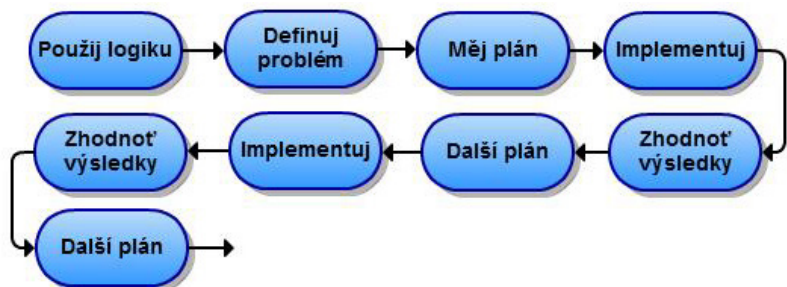 Použij logiku
Definuj
problém
Měj plán
Implementuj
Zhodnoť
výsledky
Další plán
Implementuj
Zhodnoť
výsledky
Další plán